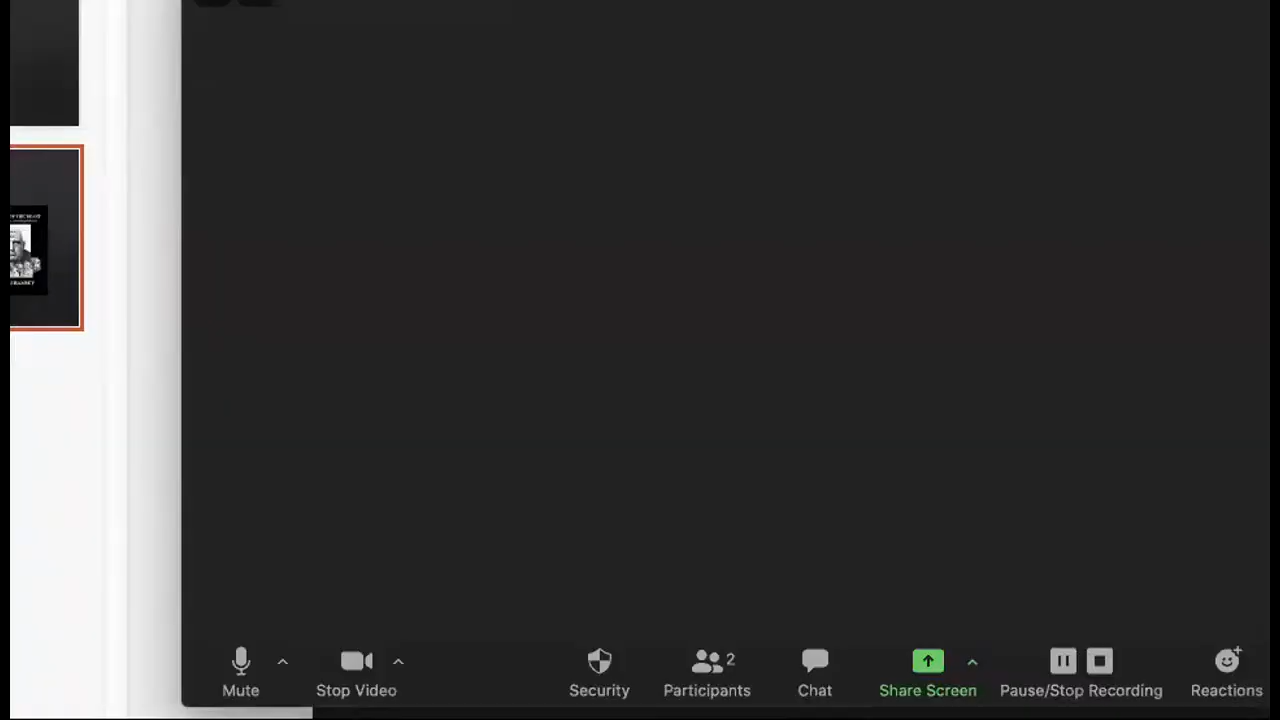 2
Mute
Stop Video
Security
Participants
Chat
Share Screen
Pause/Stop Recording
Reactions